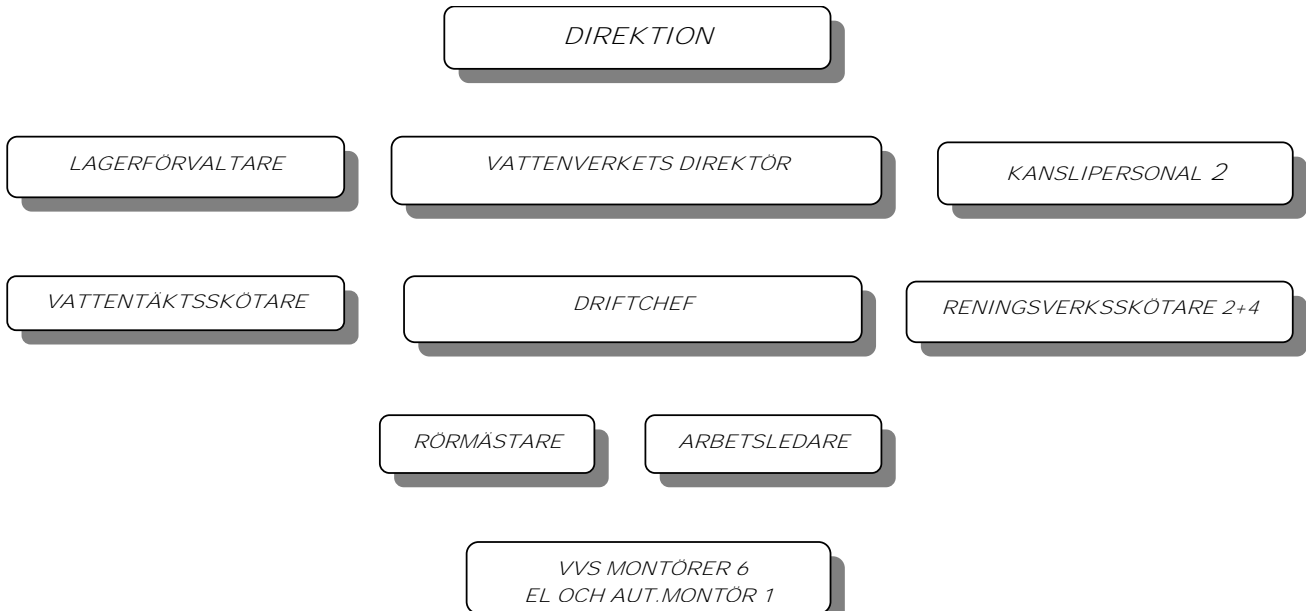 DIREKTION
LAGERFÖRVALTARE
VATTENVERKETS DIREKTÖR
KANSLIPERSONAL 2
VATTENTÄKTSSKÖTARE
DRIFTCHEF
RENINGSVERKSSKÖTARE 2+4
RÖRMÄSTARE
ARBETSLEDARE
VVS MONTÖRER 6
EL OCH AUT.MONTÖR 1